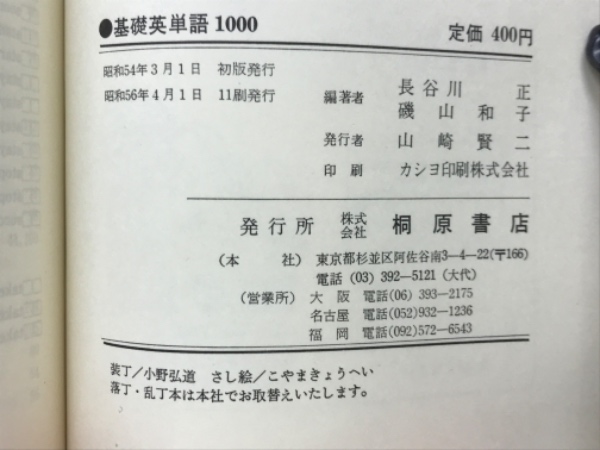 ●基礎英単語1000 定価 400円
昭和54年3月1日 初版発行
昭和56年4月1日 11刷発行
編著者 長谷川 正
磯山和子
発行者 山崎賢二
印刷 カシヨ印刷株式会社
発行所 株式会社 桐原書店
(本社) 東京都杉並区阿佐谷南3―4―22(〒166)
電話 (03) 392―5121 (大代)
(営業所) 大阪 電話(06) 393―2175
名古屋 電話(052)932―1236
福岡 電話(092)572―6543
装丁/小野弘道 さし絵/こやまきょうへい
落丁・乱丁本は本社でお取替えいたします。